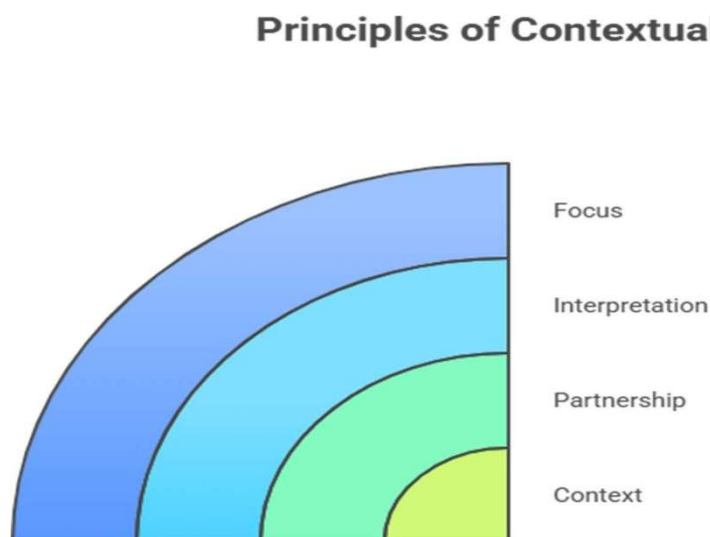 Principles of Contextual
Focus
Interpretation
Partnership
Context